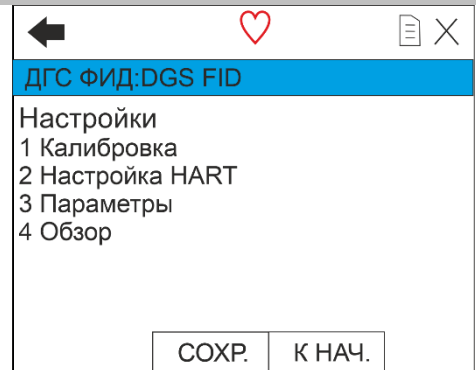 ДГС ФИД:DGS FID
Настройки
1 Калибровка
2 Настройка HART
3 Параметры
4 Обзор
СОХР. К НАЧ.